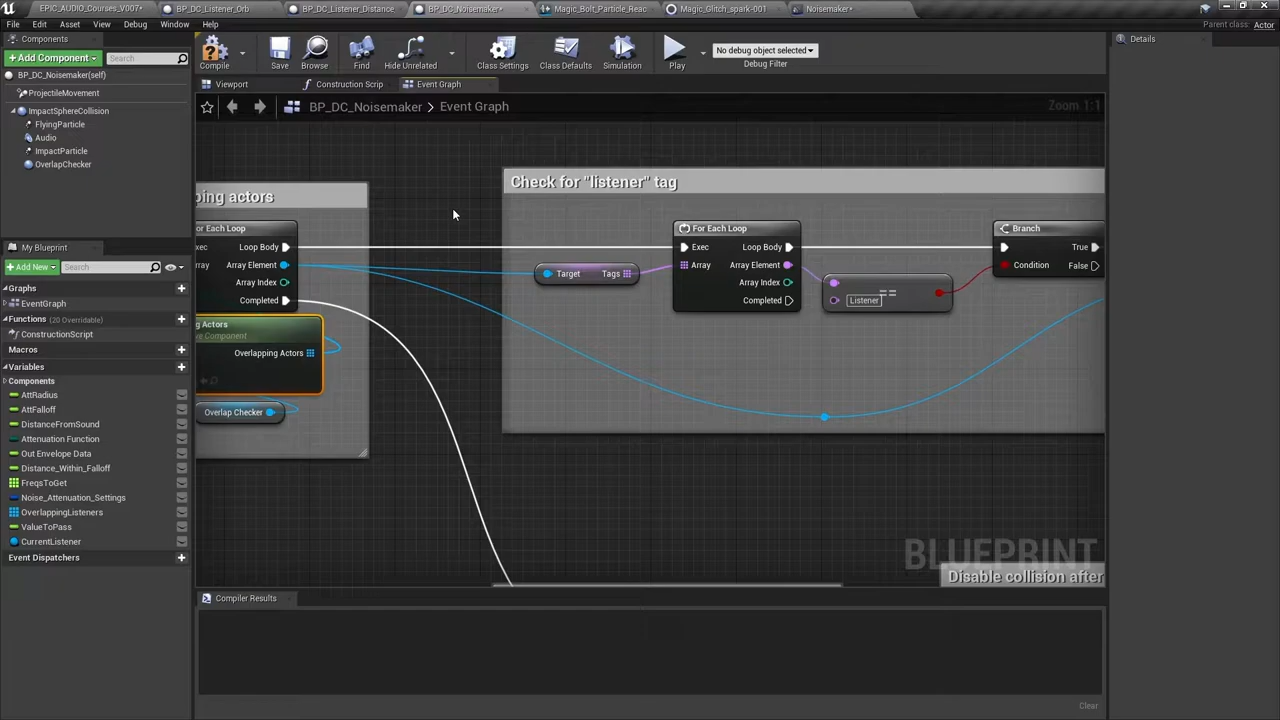 EPIC_AUDIO_Courses_V007*
BP_DC_Listener_Orb
BP_DC_Listener_Distance_
BP_DC_Noisemaker*
Magic_Bolt_Particle_Reac
Magic_Glitch_spark-001
Noisemaker*
File
Edit
Asset
View
Debug
Window
Help
Parent class: Actor
Components
+Add Component
Search
BP_DC_Noisemaker(self)
ProjectileMovement
ImpactSphereCollision
FlyingParticle
Audio
ImpactParticle
OverlapChecker
Compile
Save
Browse
Find
Hide Unrelated
Class Settings
Class Defaults
Simulation
Play
No debug object selected
Debug Filter
Details
Viewport
Construction Scrip
Event Graph
BP_DC_Noisemaker > Event Graph
Zoom 1:1
My Blueprint
+Add New
Search
Graphs
EventGraph
Functions (20 Overridable)
ConstructionScript
Macros
Variables
Components
AttRadius
AttFalloff
DistanceFromSound
Attenuation Function
Out Envelope Data
Distance_Within_Falloff
FreqsToGet
Noise_Attenuation_Settings
OverlappingListeners
ValueToPass
CurrentListener
Event Dispatchers
ping actors
or Each Loop
xec
Loop Body
rray
Array Element
Array Index
Completed
g Actors
ve Component
Overlapping Actors
Overlap Checker
Check for "listener" tag
Target
Tags
For Each Loop
Exec
Loop Body
Array
Array Element
Array Index
Completed
==
Listener
Branch
True
Condition
False
BLUEPRINT
Disable collision after
Compiler Results
Clear